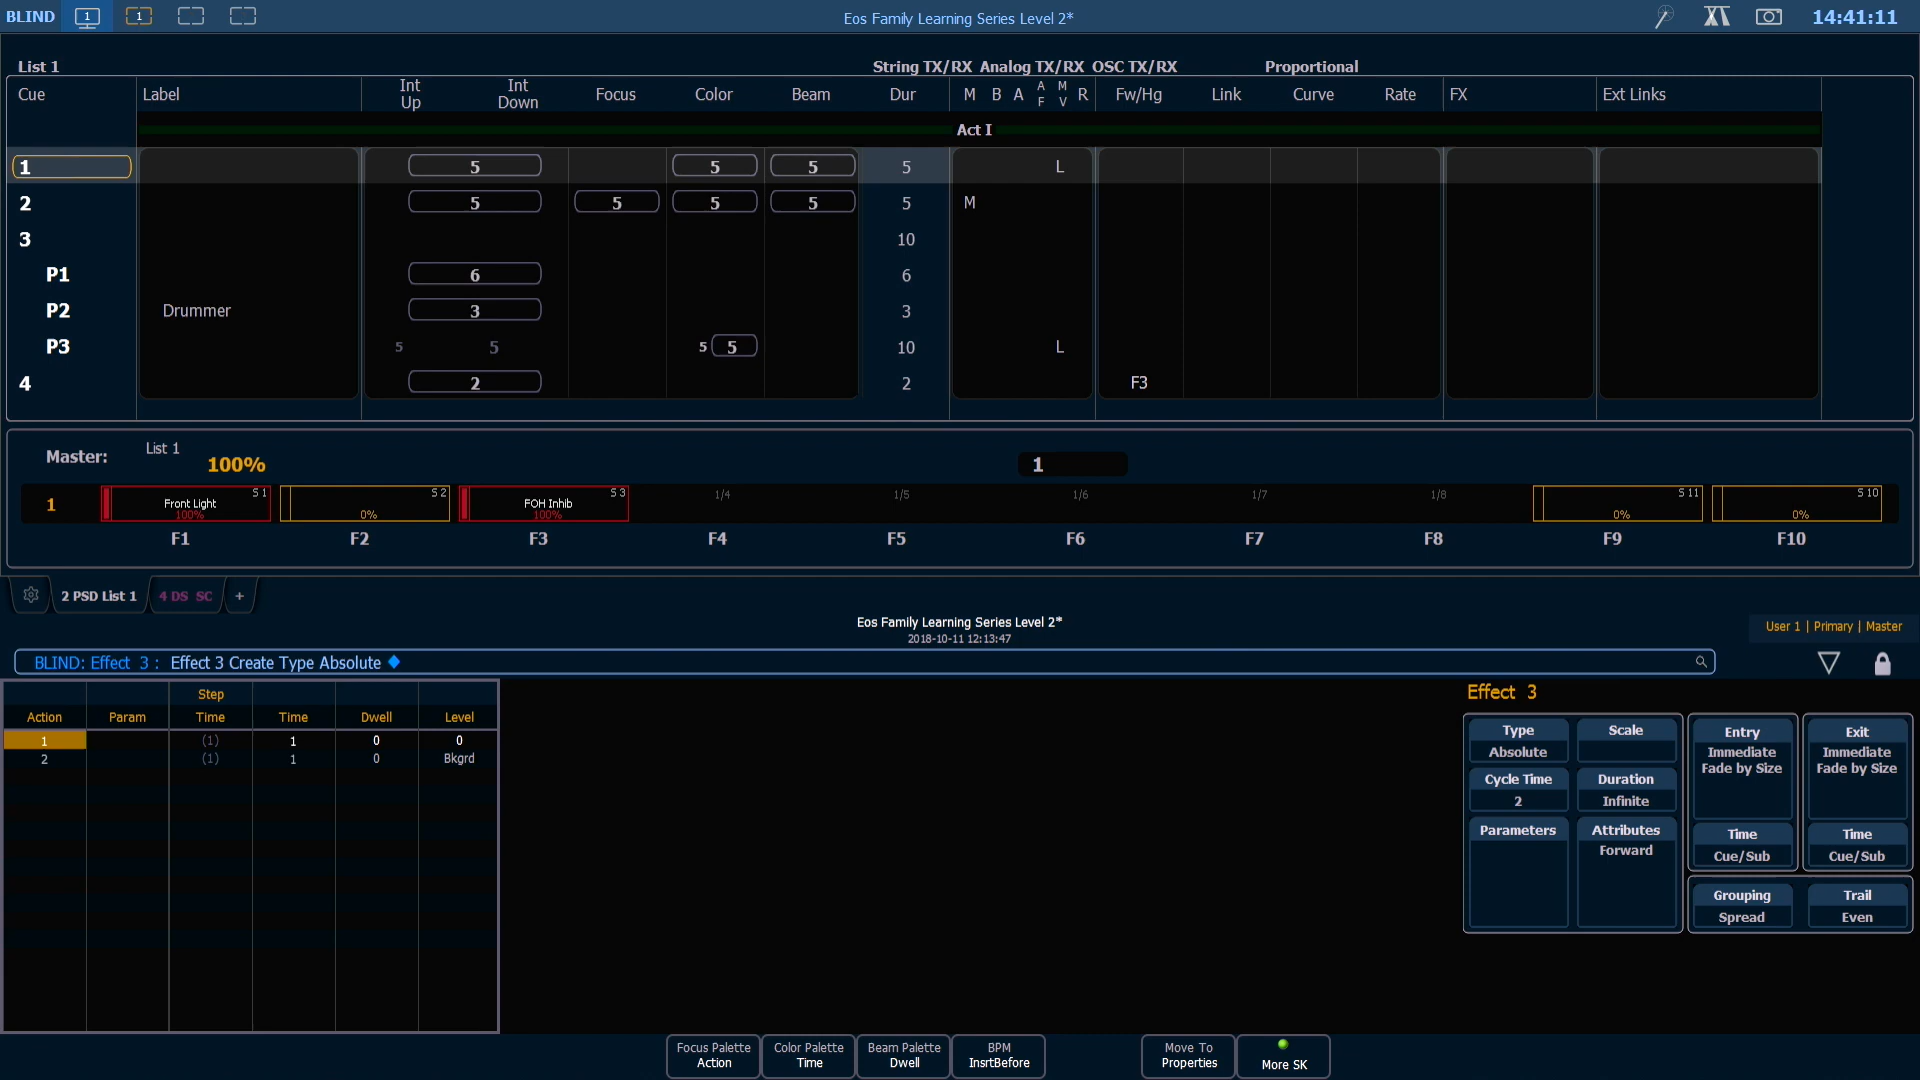 BLIND 1 1 Eos Family Learning Series Level 2* 14:41:11
List 1 String TX/RX Analog TX/RX OSC TX/RX Proportional
Cue Label Int Up Int Down Focus Color Beam Dur M B A AF MV R Fw/Hg Link Curve Rate FX Ext Links
Act I
1 5 5 5 5 L
2 5 5 5 5 5 M
3 10
P1 6 6
P2 Drummer 3 3
P3 5 5 5 5 10 L
4 2 2 F3
Master: List 1 100% 1
1 Front Light 100% S 1 0% S 2 FOH Inhib 100% S 3 1/4 1/5 1/6 1/7 1/8 S 11 0% S 10 0%
F1 F2 F3 F4 F5 F6 F7 F8 F9 F10
2 PSD List 1 4 DS SC +
Eos Family Learning Series Level 2*
2018-10-11 12:13:47
User 1 | Primary | Master
BLIND: Effect 3 : Effect 3 Create Type Absolute
Step
Action Param Time Time Dwell Level
1 (1) 1 0 0
2 (1) 1 0 Bkgrd
Effect 3
Type
Absolute
Scale
Cycle Time
2
Duration
Infinite
Parameters
Attributes
Forward
Entry
Immediate
Fade by Size
Time
Cue/Sub
Exit
Immediate
Fade by Size
Time
Cue/Sub
Grouping
Spread
Trail
Even
Focus Palette
Action
Color Palette
Time
Beam Palette
Dwell
BPM
InsrtBefore
Move To
Properties
More SK